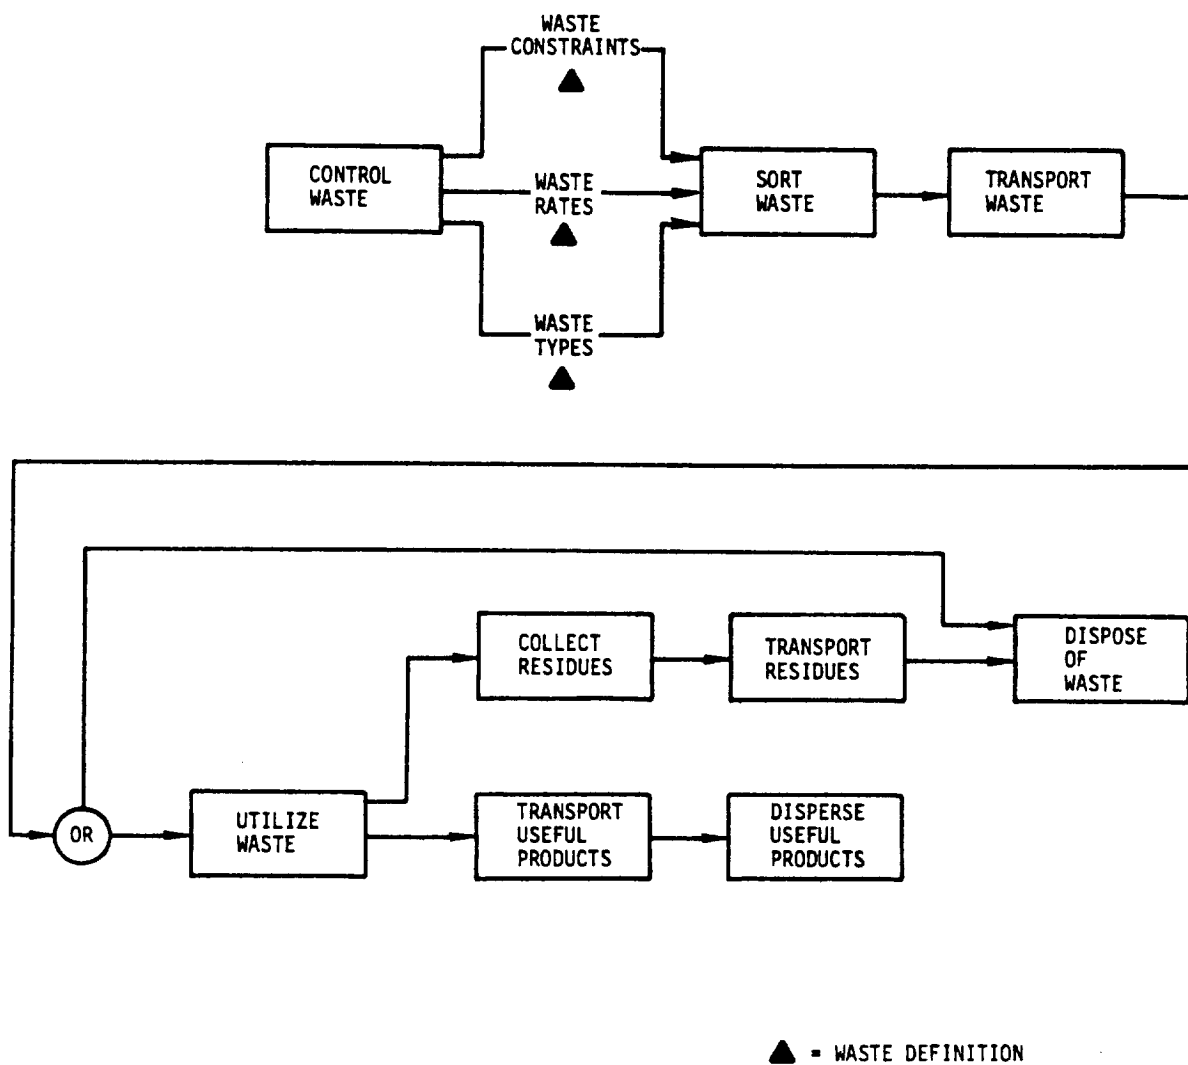 WASTE
CONSTRAINTS
CONTROL
WASTE
WASTE
RATES
SORT
WASTE
TRANSPORT
WASTE
WASTE
TYPES
COLLECT
RESIDUES
TRANSPORT
RESIDUES
DISPOSE
OF
WASTE
OR
UTILIZE
WASTE
TRANSPORT
USEFUL
PRODUCTS
DISPERSE
USEFUL
PRODUCTS
▲ = WASTE DEFINITION